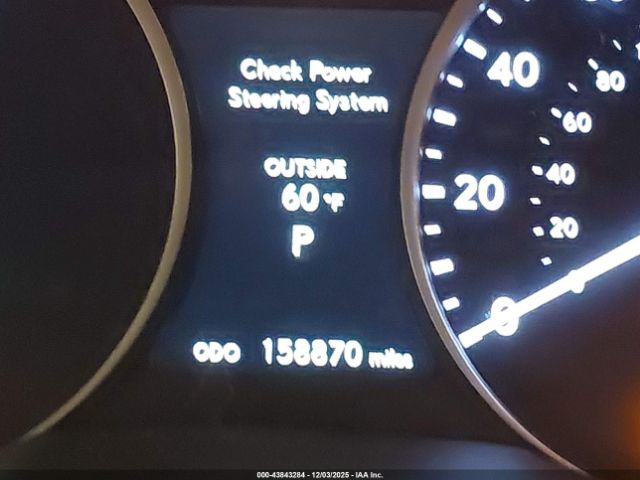 Check Power
Steering System
OUTSIDE
60 °F
P
ODO 158870 miles
40
20
0
80
60
40
20
000-43843284 - 12/03/2025 - IAA Inc.